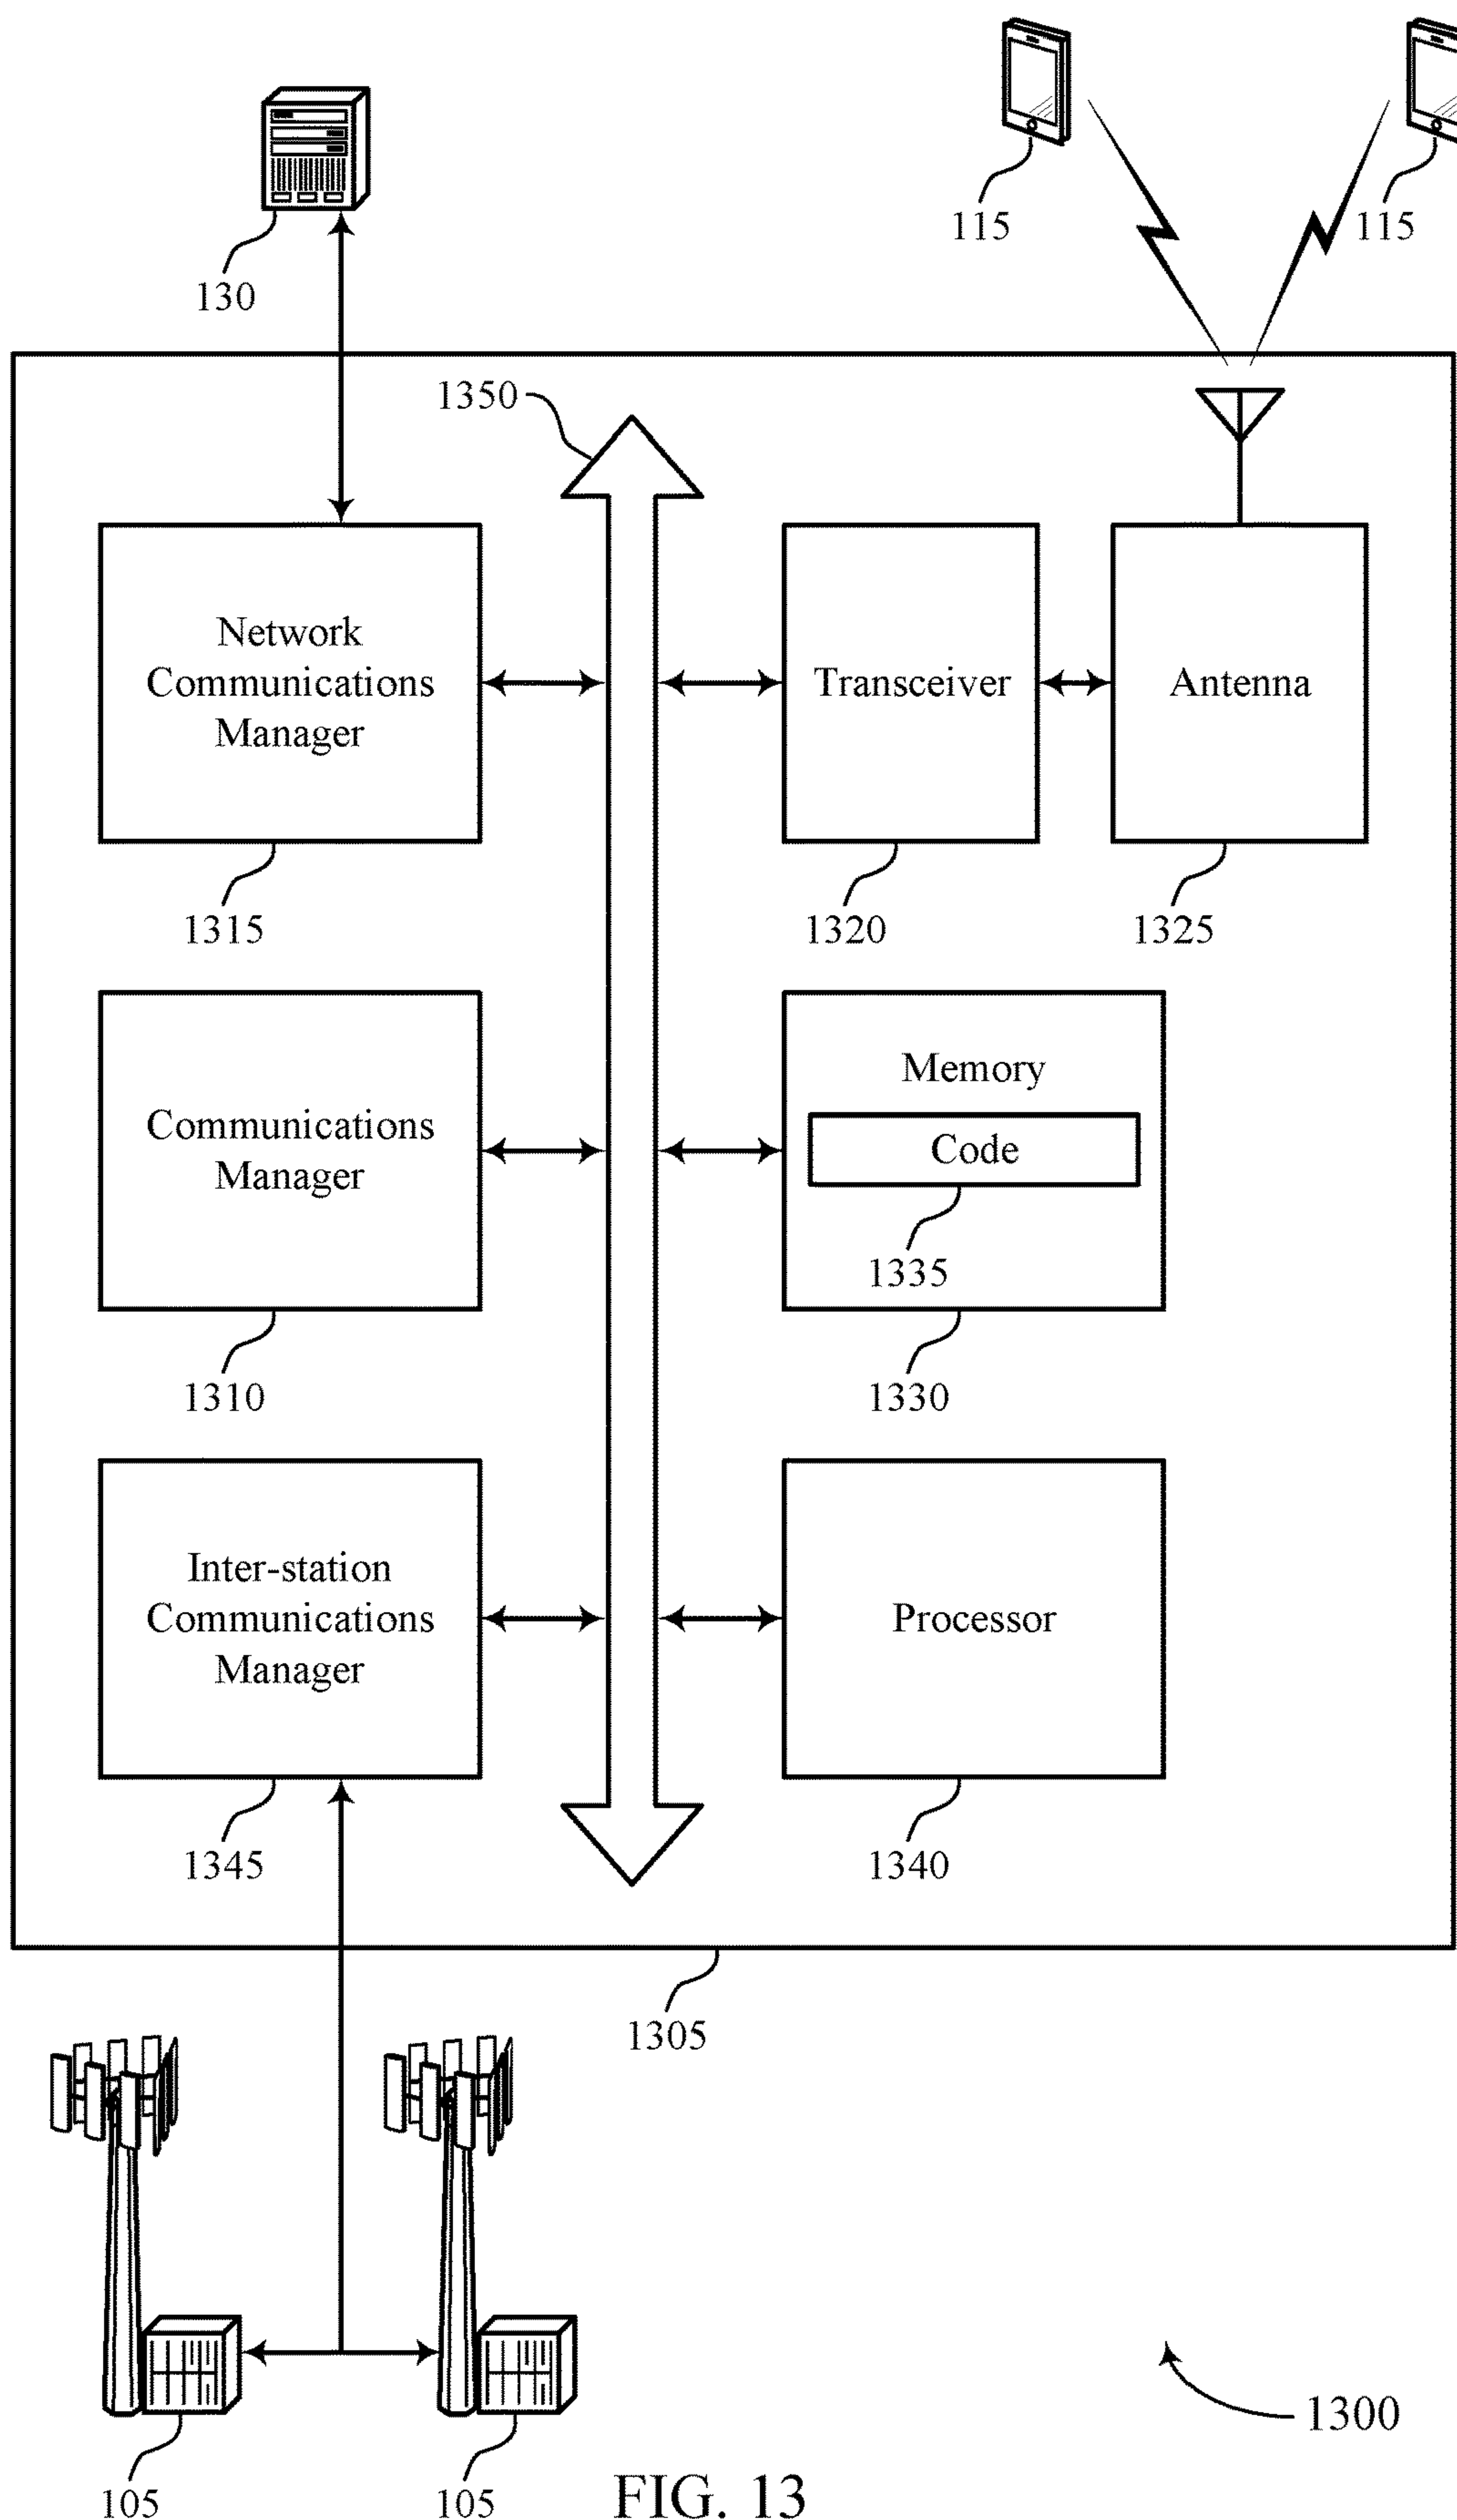 115
115
130
1350
Network
Communications
Manager
Transceiver
Antenna
1315
1320
1325
Communications
Manager
Memory
Code
1335
1310
1330
Inter-station
Communications
Manager
Processor
1345
1340
1305
1300
105
105
FIG. 13